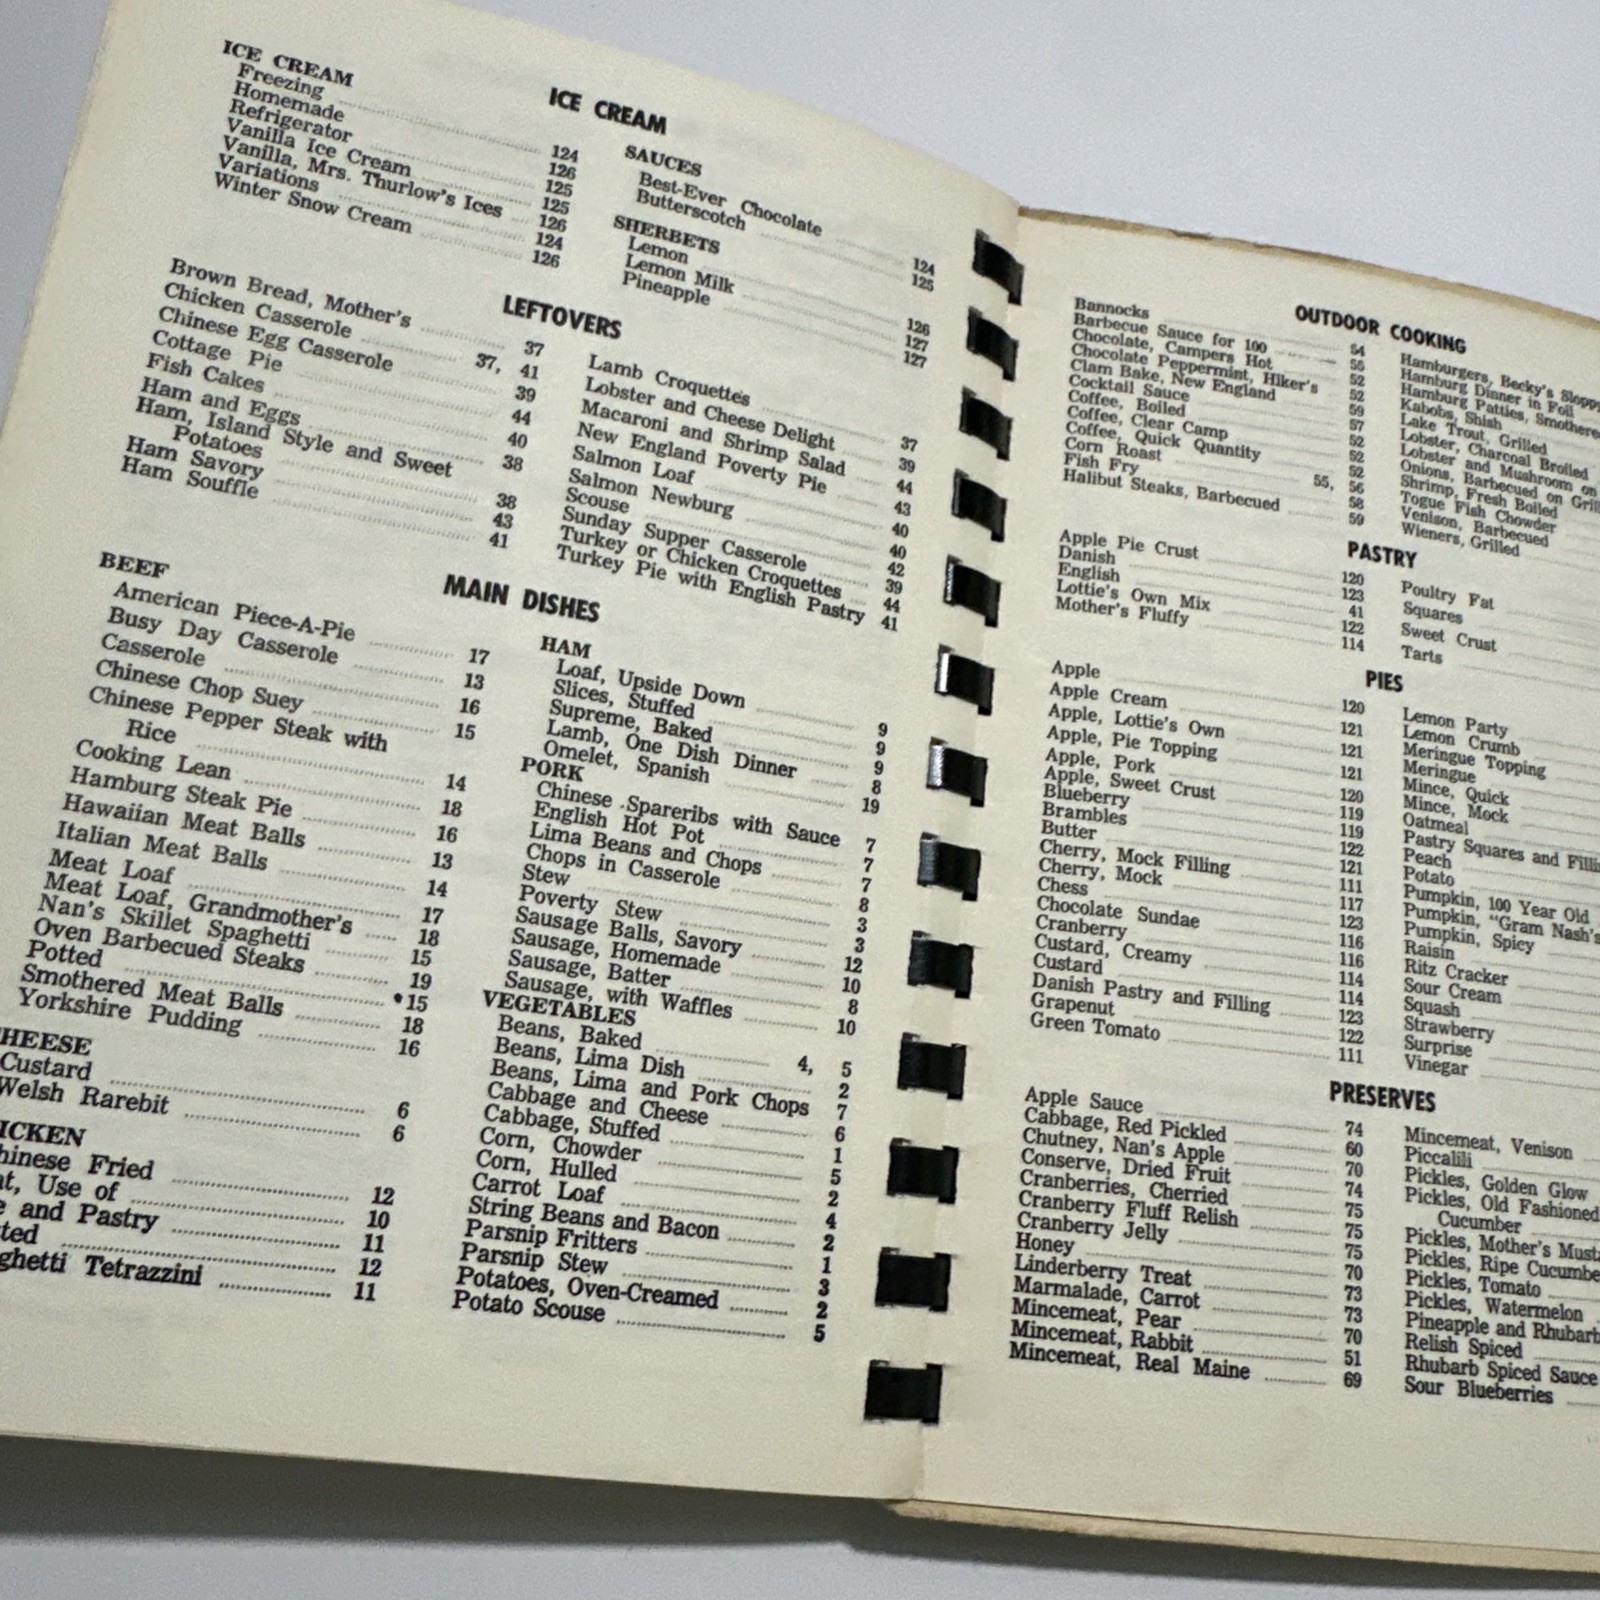 ICE CREAM
ICE CREAM
Freezing 124
Homemade 126
Refrigerator 125
Vanilla Ice Cream 125
Vanilla, Mrs. Thurlow's Ices 126
Variations 124
Winter Snow Cream 126
SAUCES
Best-Ever Chocolate 124
Butterscotch 125
SHERBETS
Lemon 126
Lemon Milk 127
Pineapple 127
LEFTOVERS
Brown Bread, Mother's 37
Chicken Casserole 37, 41
Chinese Egg Casserole 39
Cottage Pie 44
Fish Cakes 40
Ham and Eggs 38
Ham, Island Style and Sweet
Potatoes 38
Ham Savory 43
Ham Souffle 41
Lamb Croquettes 37
Lobster and Cheese Delight 39
Macaroni and Shrimp Salad 44
New England Poverty Pie 43
Salmon Loaf 40
Salmon Newburg 40
Scouse 42
Sunday Supper Casserole 39
Turkey or Chicken Croquettes 44
Turkey Pie with English Pastry 41
MAIN DISHES
BEEF
American Piece-A-Pie 17
Busy Day Casserole 13
Casserole 16
Chinese Chop Suey 15
Chinese Pepper Steak with
Rice 14
Cooking Lean 18
Hamburg Steak Pie 16
Hawaiian Meat Balls 13
Italian Meat Balls 14
Meat Loaf 17
Meat Loaf, Grandmother's 18
Nan's Skillet Spaghetti 15
Oven Barbecued Steaks 19
Potted 15
Smothered Meat Balls 18
Yorkshire Pudding 16
HEESE
Custard 6
Welsh Rarebit 6
ICKEN
hinese Fried 12
t, Use of 10
e and Pastry 11
ted 12
ghetti Tetrazzini 11
HAM
Loaf, Upside Down 9
Slices, Stuffed 9
Supreme, Baked 9
Lamb, One Dish Dinner 8
Omelet, Spanish 19
PORK
Chinese Spareribs with Sauce 7
English Hot Pot 7
Lima Beans and Chops 7
Chops in Casserole 8
Stew 3
Poverty Stew 3
Sausage Balls, Savory 12
Sausage, Homemade 10
Sausage, Batter 8
Sausage, with Waffles 10
VEGETABLES
Beans, Baked 4, 5
Beans, Lima Dish 2
Beans, Lima and Pork Chops 7
Cabbage and Cheese 6
Cabbage, Stuffed 1
Corn, Chowder 5
Corn, Hulled 2
Carrot Loaf 4
String Beans and Bacon 2
Parsnip Fritters 1
Parsnip Stew 3
Potatoes, Oven-Creamed 2
Potato Scouse 5
OUTDOOR COOKING
Bannocks 54
Barbecue Sauce for 100 55
Chocolate, Campers Hot 52
Chocolate Peppermint, Hiker's 52
Clam Bake, New England 59
Cocktail Sauce 57
Coffee, Boiled 52
Coffee, Clear Camp 52
Coffee, Quick Quantity
Corn Roast 55, 56
Fish Fry 58
Halibut Steaks, Barbecued 59
Hamburgers, Becky's Slopp
Hamburg Dinner in Foil
Hamburg Patties, Smothere
Kabobs, Shish
Lake Trout, Grilled
Lobster, Charcoal Broiled
Lobster and Mushroom on
Onions, Barbecued on Gril
Shrimp, Fresh Boiled
Togue Fish Chowder
Venison, Barbecued
Wieners, Grilled
PASTRY
Apple Pie Crust 120
Danish 123
English 41
Lottie's Own Mix 122
Mother's Fluffy 114
Poultry Fat
Squares
Sweet Crust
Tarts
PIES
Apple 120
Apple Cream 121
Apple, Lottie's Own 121
Apple, Pie Topping 121
Apple, Pork 120
Apple, Sweet Crust 119
Blueberry 119
Brambles 122
Butter 121
Cherry, Mock Filling 111
Cherry, Mock 117
Chess 123
Chocolate Sundae 116
Cranberry 116
Custard, Creamy 114
Custard 114
Danish Pastry and Filling 123
Grapenut 122
Green Tomato 111
Lemon Party
Lemon Crumb
Meringue Topping
Meringue
Mince, Quick
Mince, Mock
Oatmeal
Pastry Squares and Filli
Peach
Potato
Pumpkin, 100 Year Old
Pumpkin, "Gram Nash's
Pumpkin, Spicy
Raisin
Ritz Cracker
Sour Cream
Squash
Strawberry
Surprise
Vinegar
PRESERVES
Apple Sauce 74
Cabbage, Red Pickled 60
Chutney, Nan's Apple 70
Conserve, Dried Fruit 74
Cranberries, Cherried 75
Cranberry Fluff Relish 75
Cranberry Jelly 75
Honey 70
Linderberry Treat 73
Marmalade, Carrot 73
Mincemeat, Pear 70
Mincemeat, Rabbit 51
Mincemeat, Real Maine 69
Mincemeat, Venison
Piccalili
Pickles, Golden Glow
Pickles, Old Fashioned
Cucumber
Pickles, Mother's Must
Pickles, Ripe Cucumbe
Pickles, Tomato
Pickles, Watermelon
Pineapple and Rhubarb
Relish Spiced
Rhubarb Spiced Sauce
Sour Blueberries